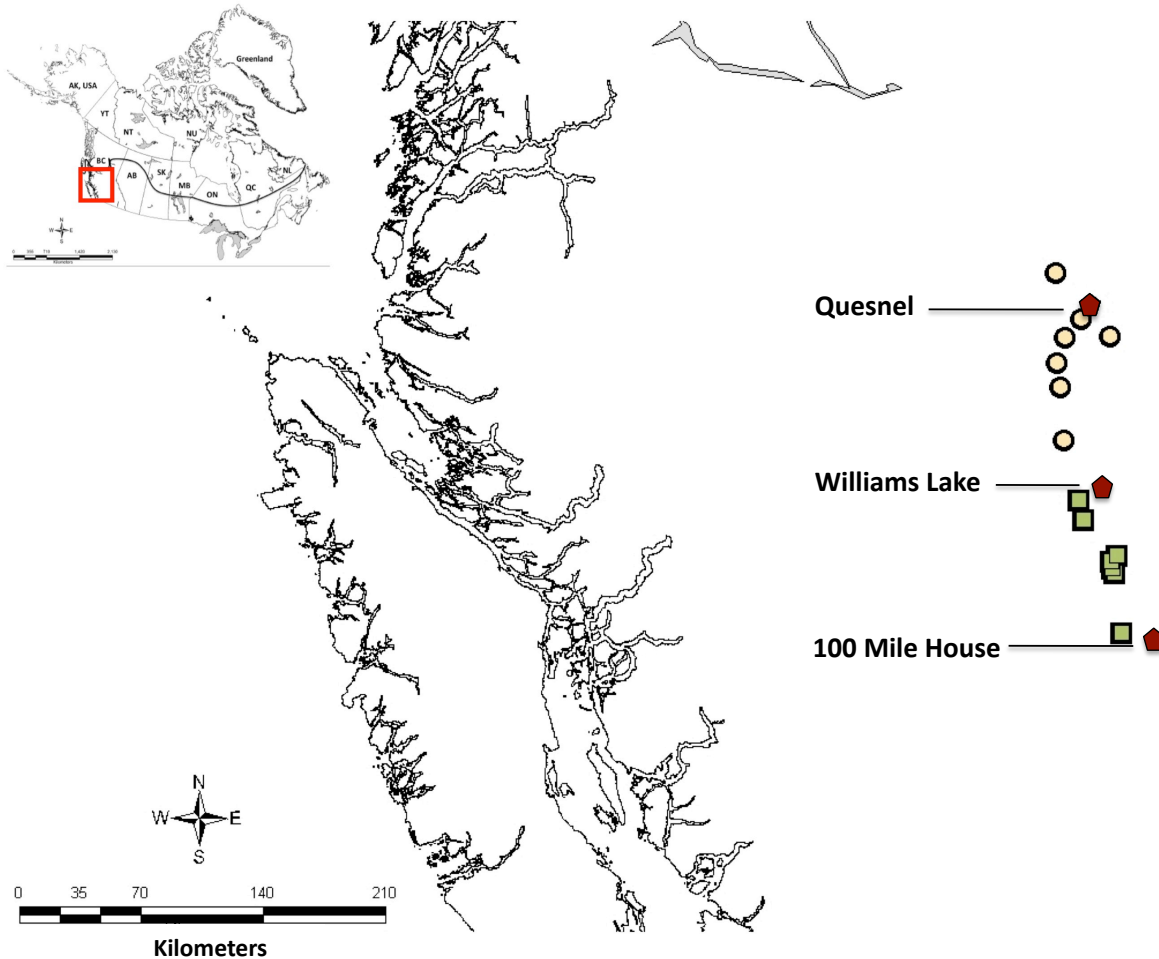 Greenland
AK, USA
YT
NT
NU
BC
AB
SK
MB
ON
QC
NL
N
W E
S
Kilometers
Quesnel
Williams Lake
100 Mile House
N
W E
S
0 35 70 140 210
Kilometers